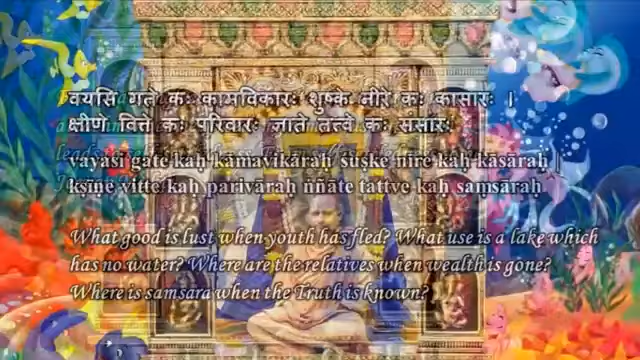 वयसि गते कः कामविकारः शुष्के नीरे कः कासारः ।
क्षीणे वित्ते कः परिवारः ज्ञाते तत्त्वे कः संसारः
vayasi gate kaḥ kāmavikāraḥ śuṣke nīre kaḥ kāsāraḥ |
kṣīṇe vitte kaḥ parivāraḥ ññāte tattve kaḥ saṃsāraḥ
What good is lust when youth has fled? What use is a lake which
has no water? Where are the relatives when wealth is gone?
Where is samsara when the Truth is known?